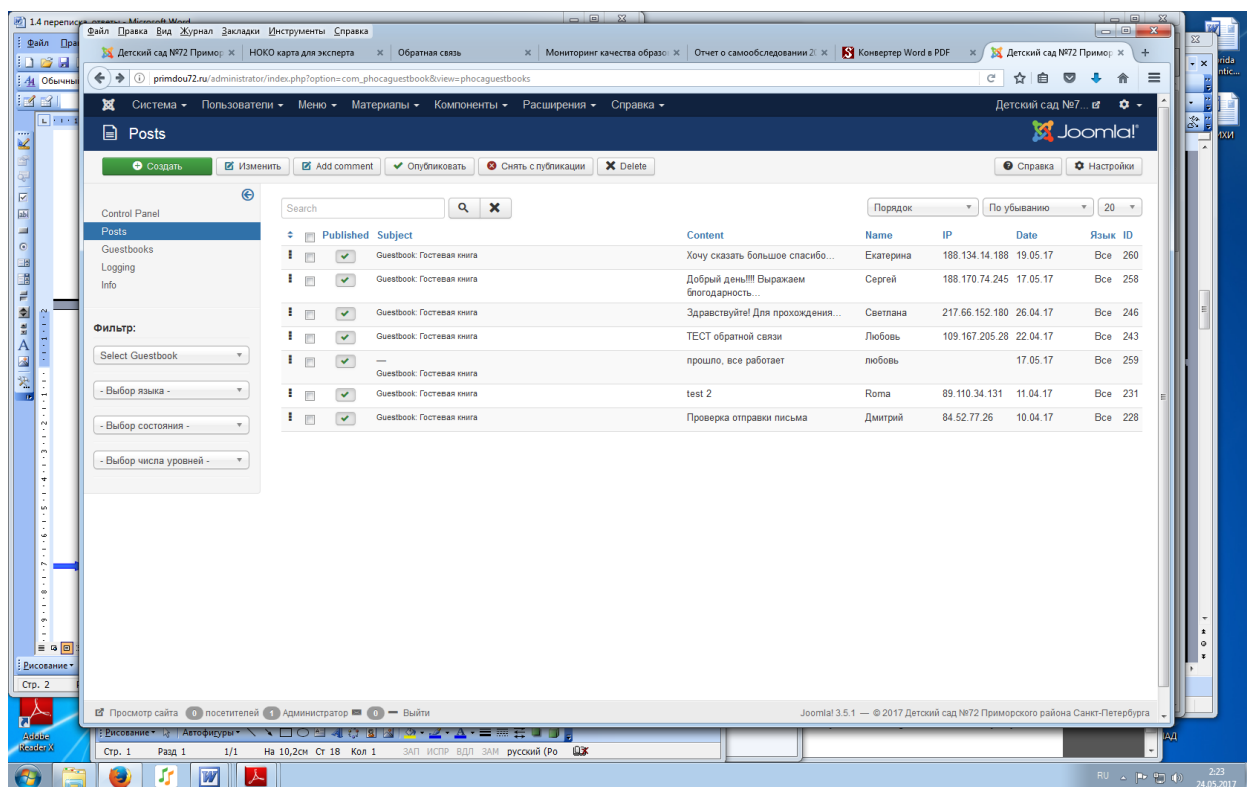 1.4 переписка, ответы - Microsoft Word
Файл Правка Вид Журнал Закладки Инструменты Справка
Детский сад №72 Примор НОКО карта для эксперта Обратная связь Мониторинг качества образо Отчет о самообследовании 20 Конвертер Word в PDF Детский сад №72 Примор
primdou72.ru/administrator/index.php?option=com_phocaguestbook&view=phocaguestbooks
Файл
Обычный
Система Пользователи Меню Материалы Компоненты Расширения Справка Детский сад №7...
Posts Joomla!
Создать Изменить Add comment Опубликовать Снять с публикации Delete Справка Настройки
Control Panel
Posts
Guestbooks
Logging
Info
Фильтр:
Select Guestbook
- Выбор языка -
- Выбор состояния -
- Выбор числа уровней -
Search Порядок По убыванию 20
Published Subject Content Name IP Date Язык ID
Guestbook: Гостевая книга Хочу сказать большое спасибо... Екатерина 188.134.14.188 19.05.17 Все 260
Guestbook: Гостевая книга Добрый день!!!! Выражаем Сергей 188.170.74.245 17.05.17 Все 258
блогодарность...
Guestbook: Гостевая книга Здравствуйте! Для прохождения... Светлана 217.66.152.180 26.04.17 Все 246
Guestbook: Гостевая книга ТЕСТ обратной связи Любовь 109.167.205.28 22.04.17 Все 243
— прошло, все работает любовь 17.05.17 Все 259
Guestbook: Гостевая книга
Guestbook: Гостевая книга test 2 Roma 89.110.34.131 11.04.17 Все 231
Guestbook: Гостевая книга Проверка отправки письма Дмитрий 84.52.77.26 10.04.17 Все 228
Рисование
Стр. 2
Просмотр сайта 0 посетителей 1 Администратор 0 Выйти Joomla! 3.5.1 — © 2017 Детский сад №72 Приморского района Санкт-Петербурга
Adobe
Reader X
Рисование Автофигуры
Стр. 1 Разд 1 1/1 На 10,2см Ст 18 Кол 1 ЗАП ИСПР ВДЛ ЗАМ русский (Ро
RU 2:23
24.05.2017